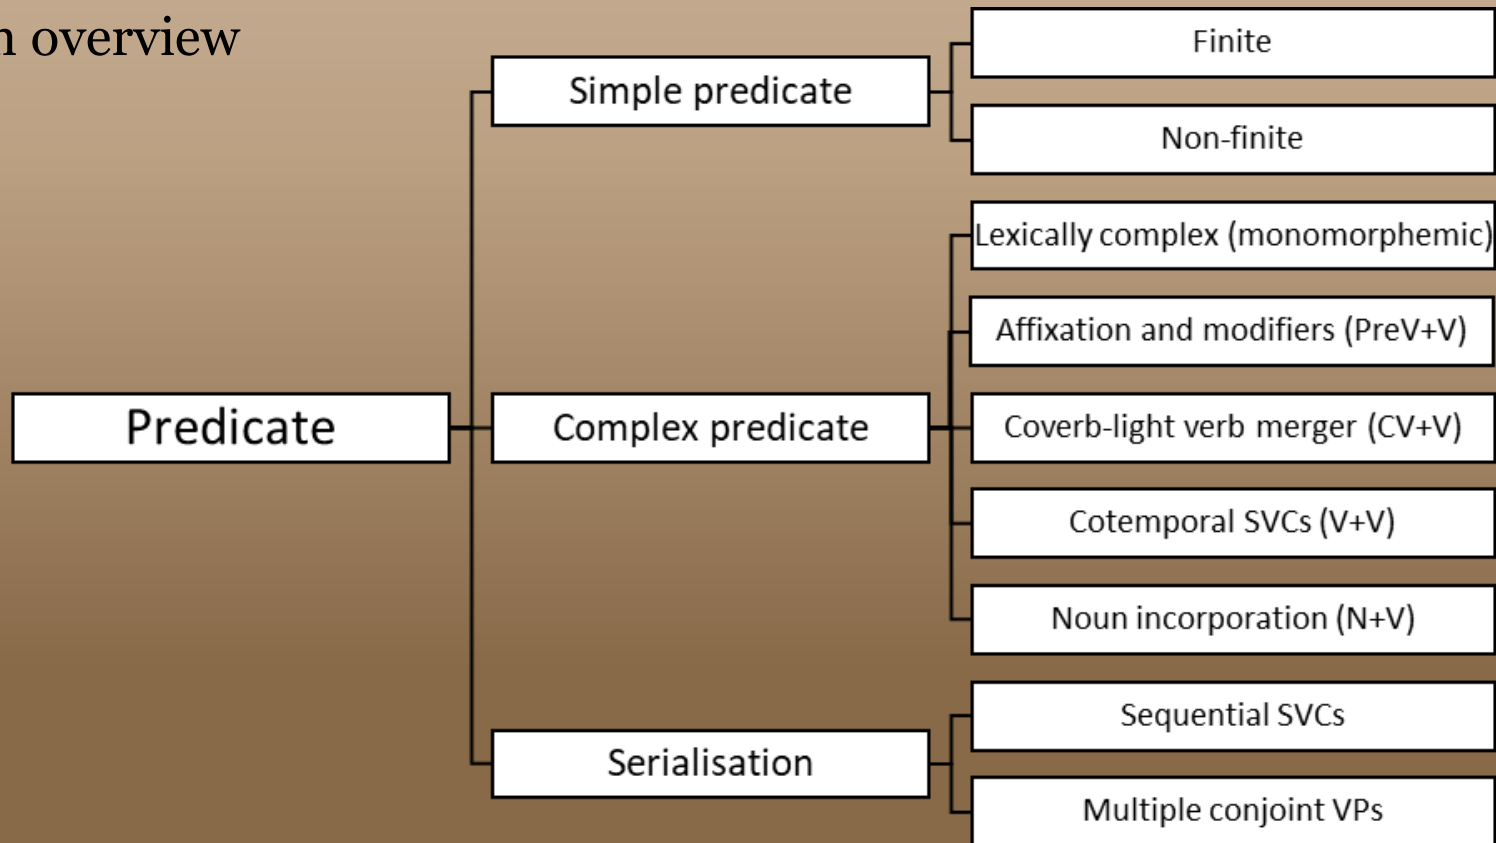 n overview
Predicate
Simple predicate
Finite
Non-finite
Complex predicate
Lexically complex (monomorphemic)
Affixation and modifiers (PreV+V)
Coverb-light verb merger (CV+V)
Cotemporal SVCs (V+V)
Noun incorporation (N+V)
Serialisation
Sequential SVCs
Multiple conjoint VPs